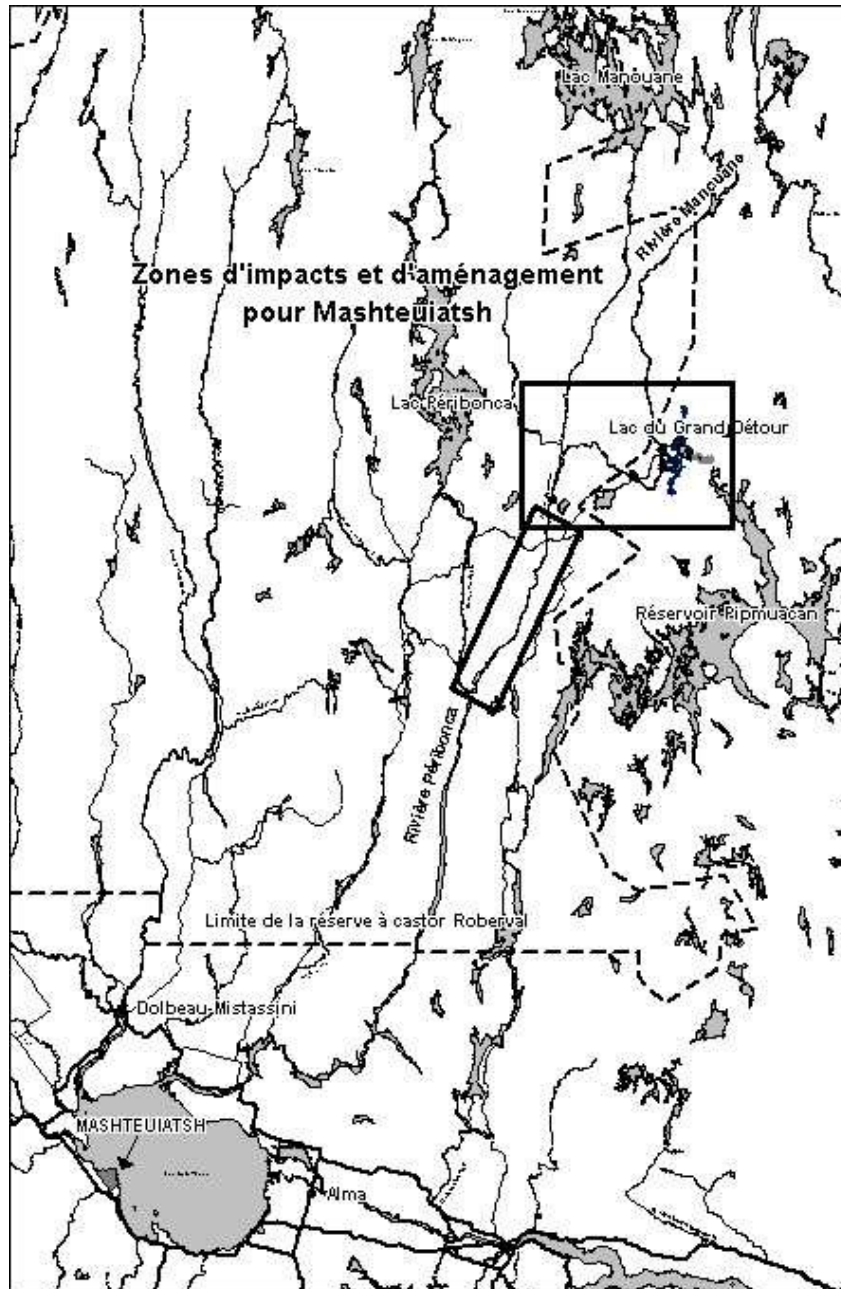 Lac Manouane
Rivière Manouane
Zones d'impacts et d'aménagement
pour Mashteuiatsh
Lac Péribonca
Lac du Grand Détour
Réservoir Pipmuacan
Rivière péribonca
Limite de la réserve à castor Roberval
Dolbeau-Mistassini
MASHTEUIATSH
Alma